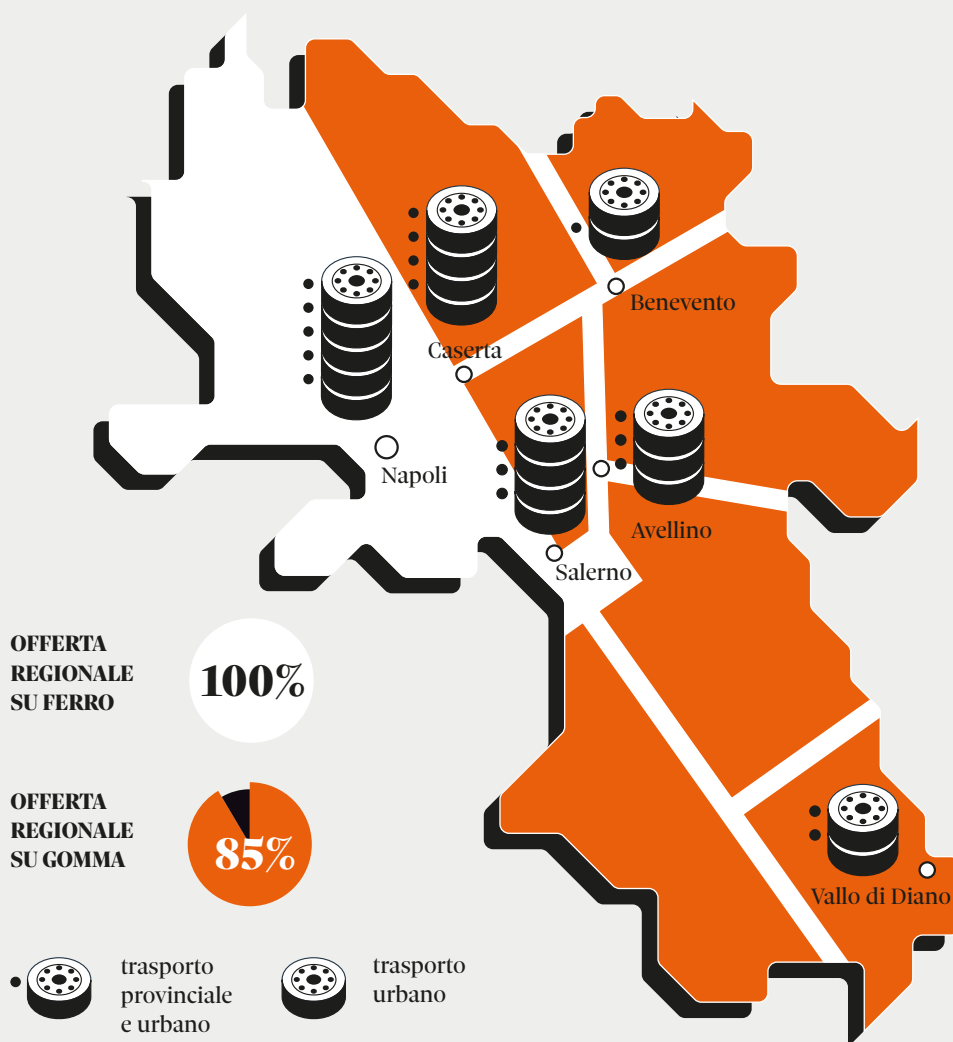 Benevento
Caserta
Napoli
Avellino
Salerno
OFFERTA
REGIONALE
SU FERRO
100%
OFFERTA
REGIONALE
SU GOMMA
85%
Vallo di Diano
trasporto
provinciale
e urbano
trasporto
urbano